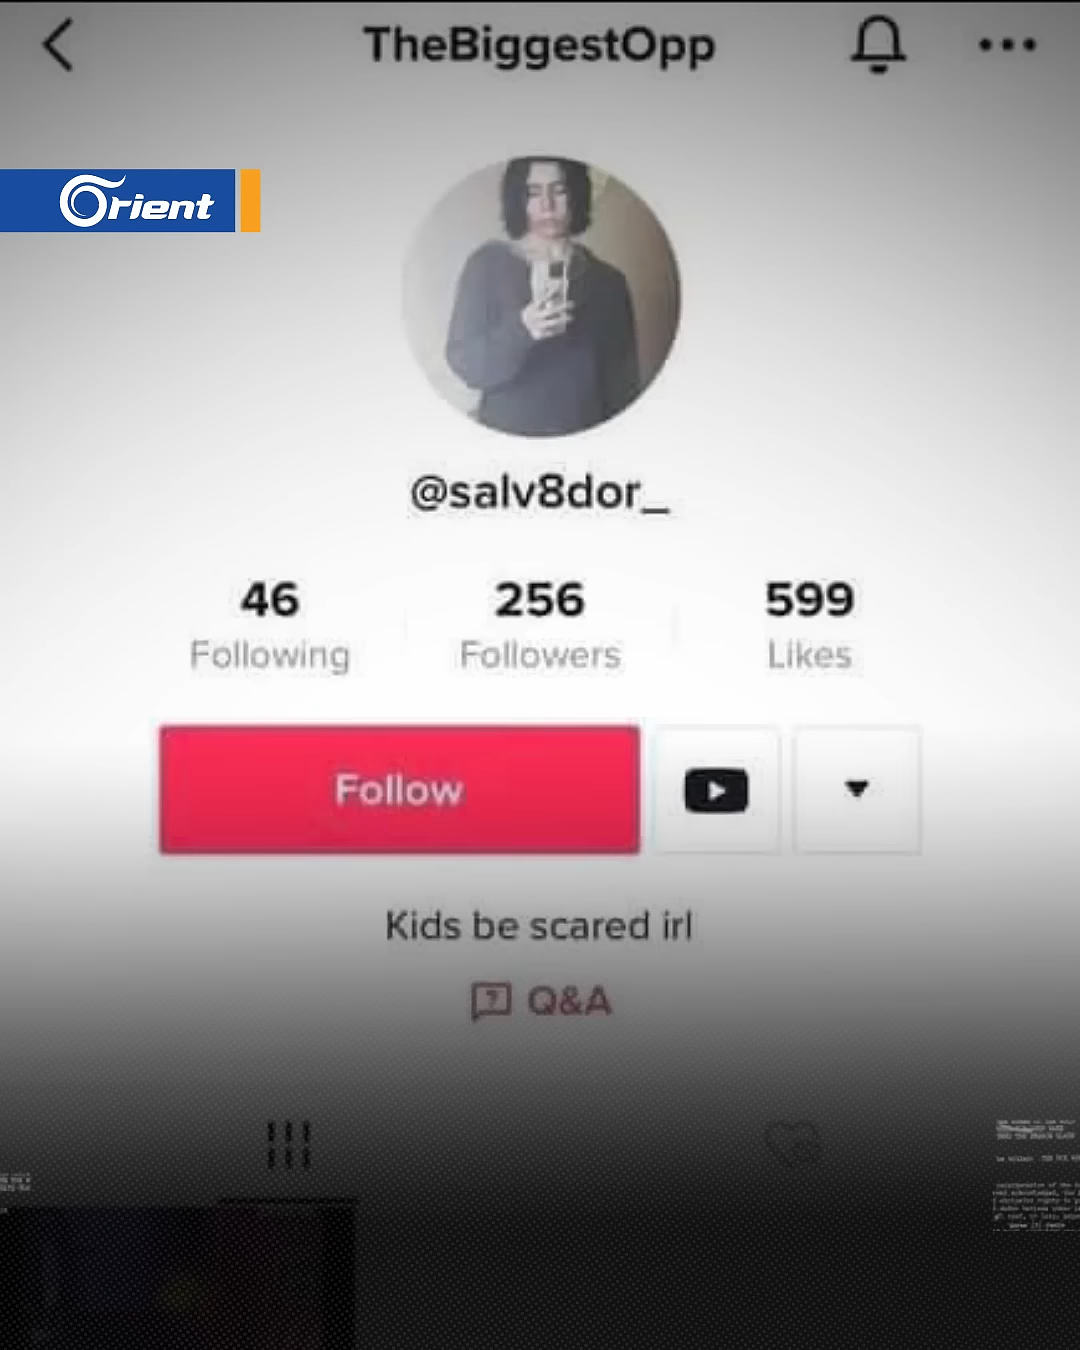 TheBiggestOpp
Orient
@salv8dor_
46
Following
256
Followers
599
Likes
Follow
Kids be scared irl
Q&A